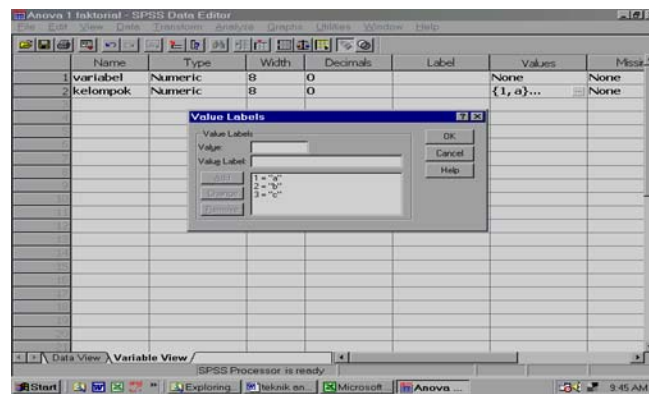 Anova 1 faktorial - SPSS Data Editor
File Edit View Data Transform Analyze Graphs Utilities Window Help
Name Type Width Decimals Label Values
1 variabel Numeric 8 0 None None
2 kelompok Numeric 8 0 {1, a}... None
Value Labels
Value Labels
Value:
Value Label:
OK
Cancel
Help
Add
Change
Remove
1 = "a"
2 = "b"
3 = "c"
Data View Variable View
SPSS Processor is ready
Start Exploring... teknik an... Microsoft... Anova ... 9:45 AM